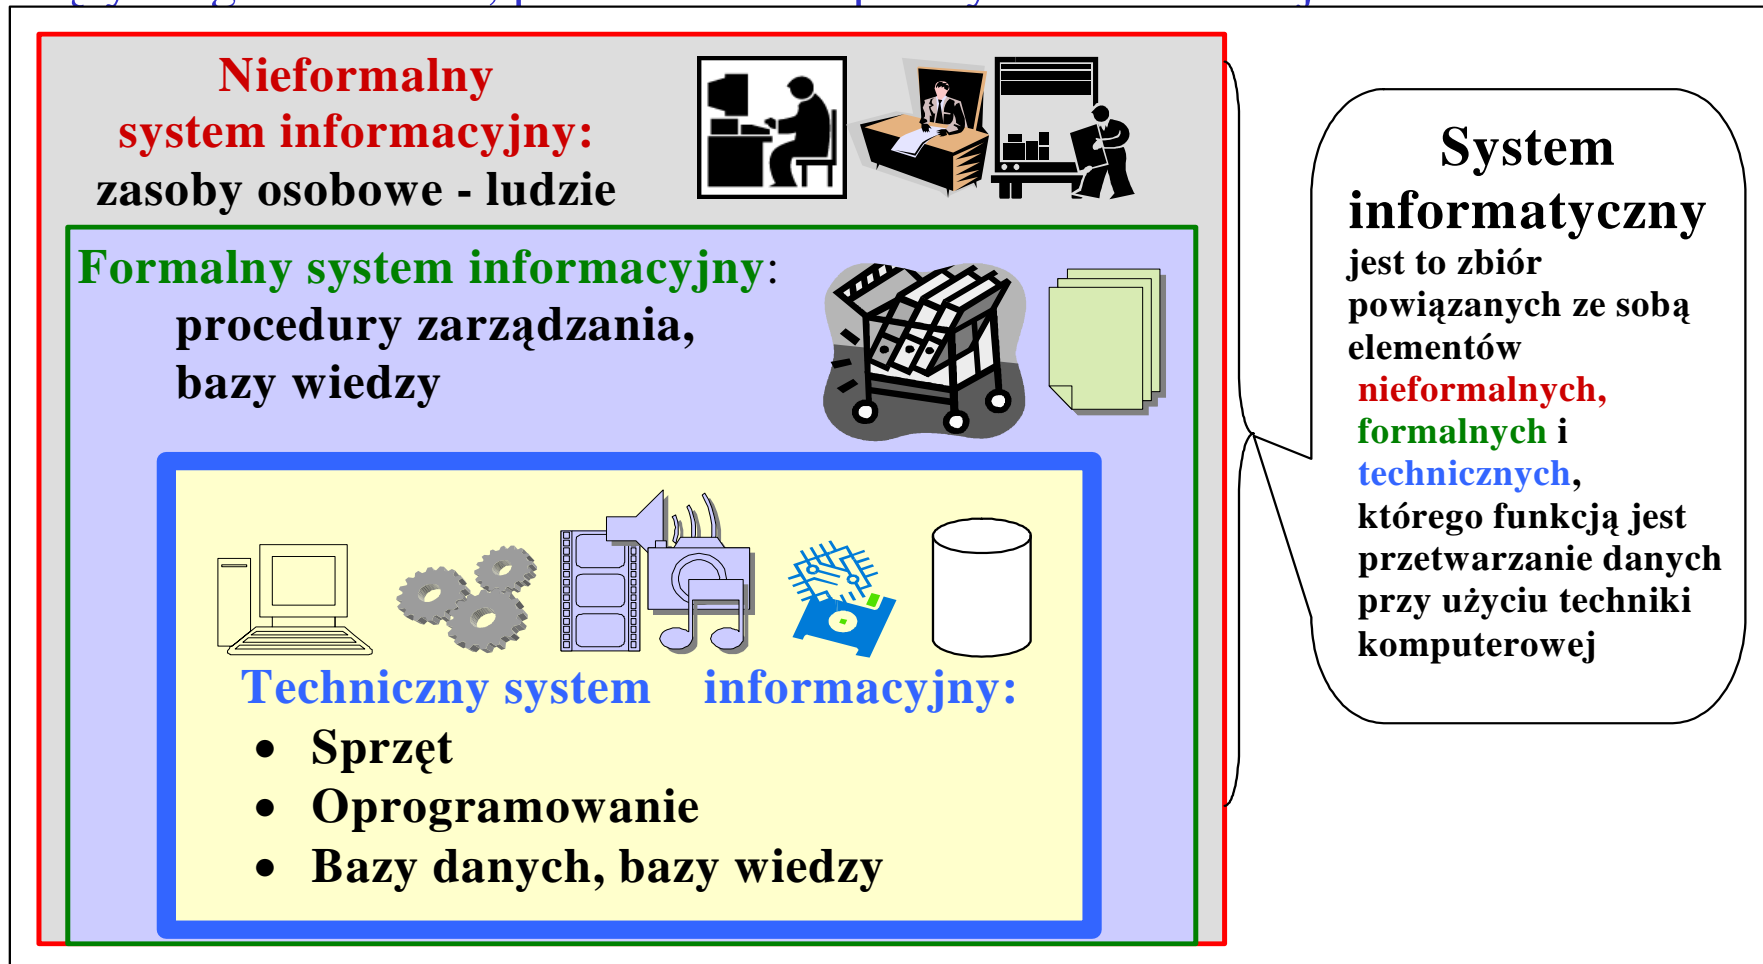 Nieformalny
system informacyjny:
zasoby osobowe - ludzie
Formalny system informacyjny:
procedury zarządzania,
bazy wiedzy
Techniczny system informacyjny:
• Sprzęt
• Oprogramowanie
• Bazy danych, bazy wiedzy
System
informatyczny
jest to zbiór
powiązanych ze sobą
elementów
nieformalnych,
formalnych i
technicznych,
którego funkcją jest
przetwarzanie danych
przy użyciu techniki
komputerowej